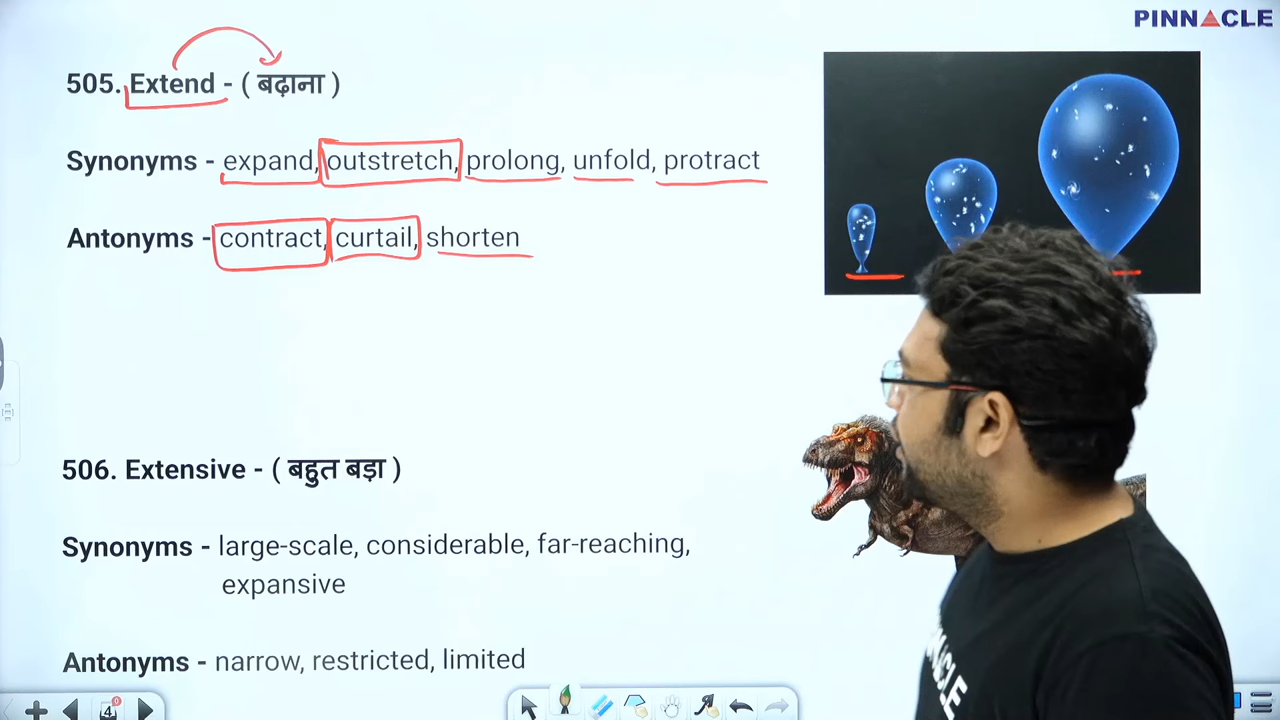 PINNACLE
505. Extend - ( बढ़ाना )
Synonyms - expand, outstretch, prolong, unfold, protract
Antonyms - contract, curtail, shorten
506. Extensive - ( बहुत बड़ा )
Synonyms - large-scale, considerable, far-reaching,
expansive
Antonyms - narrow, restricted, limited
4